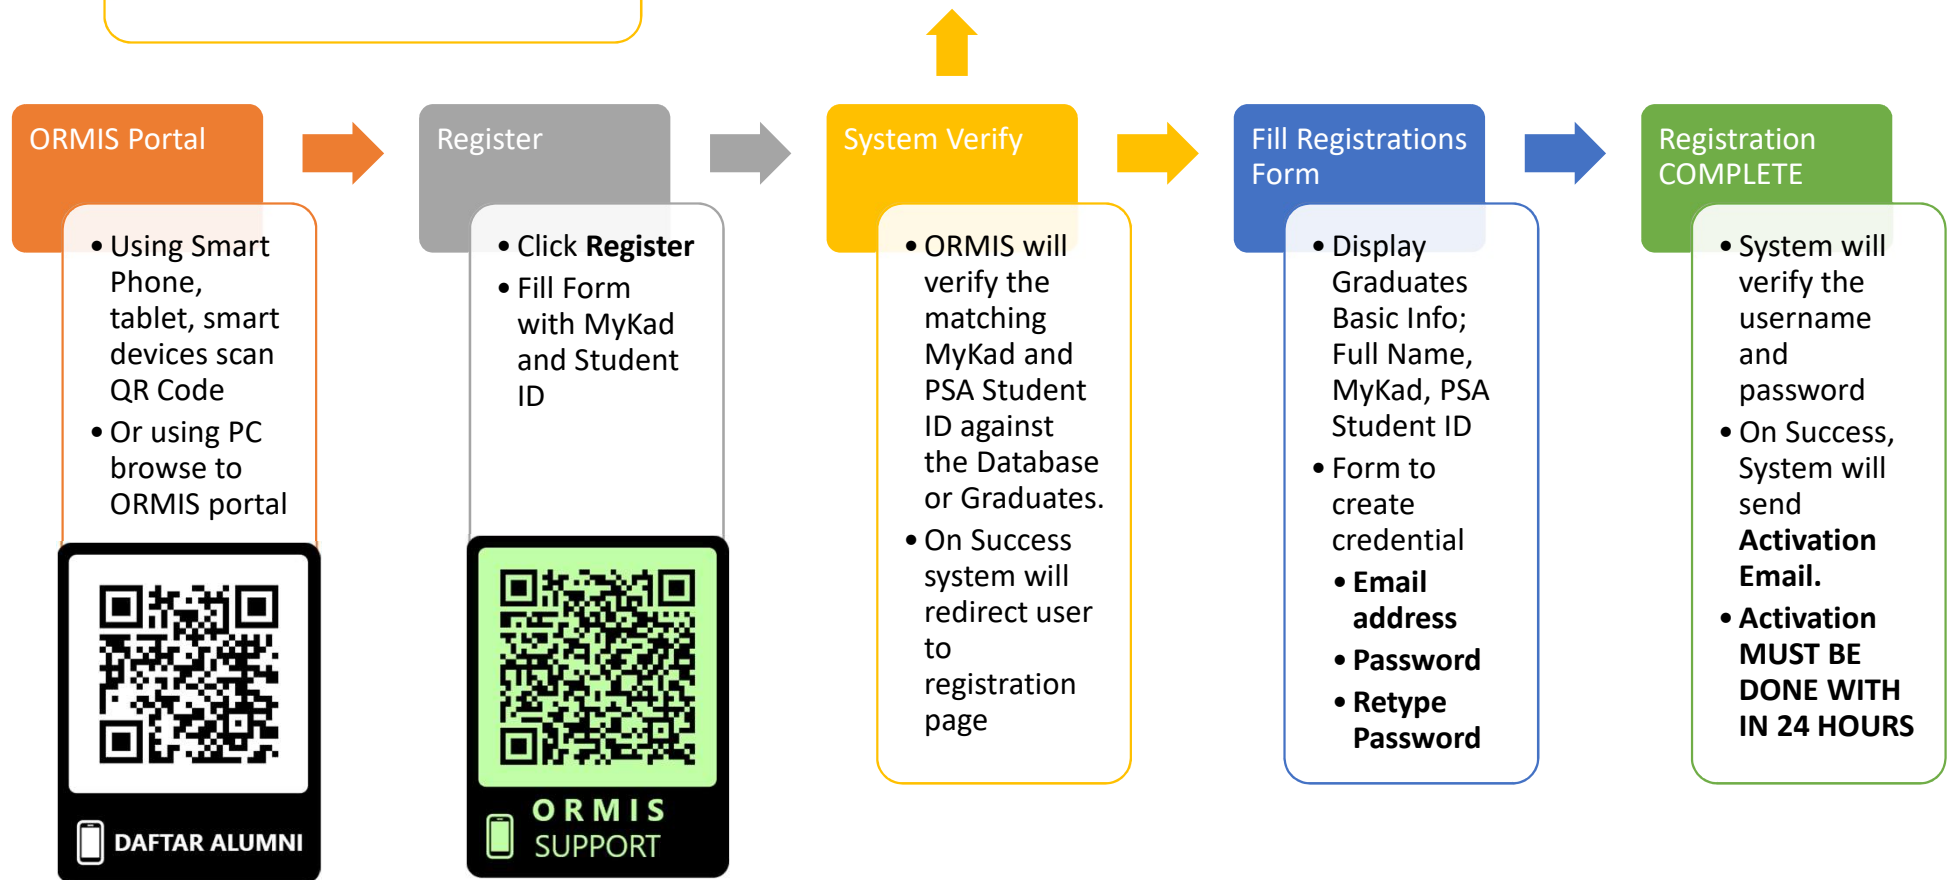 ORMIS Portal
• Using Smart
Phone,
tablet, smart
devices scan
QR Code
• Or using PC
browse to
ORMIS portal
DAFTAR ALUMNI
Register
• Click Register
• Fill Form
with MyKad
and Student
ID
ORMIS
SUPPORT
System Verify
• ORMIS will
verify the
matching
MyKad and
PSA Student
ID against
the Database
or Graduates.
• On Success
system will
redirect user
to
registration
page
Fill Registrations
Form
• Display
Graduates
Basic Info;
Full Name,
MyKad, PSA
Student ID
• Form to
create
credential
• Email
address
• Password
• Retype
Password
Registration
COMPLETE
• System will
verify the
username
and
password
• On Success,
System will
send
Activation
Email.
• Activation
MUST BE
DONE WITH
IN 24 HOURS